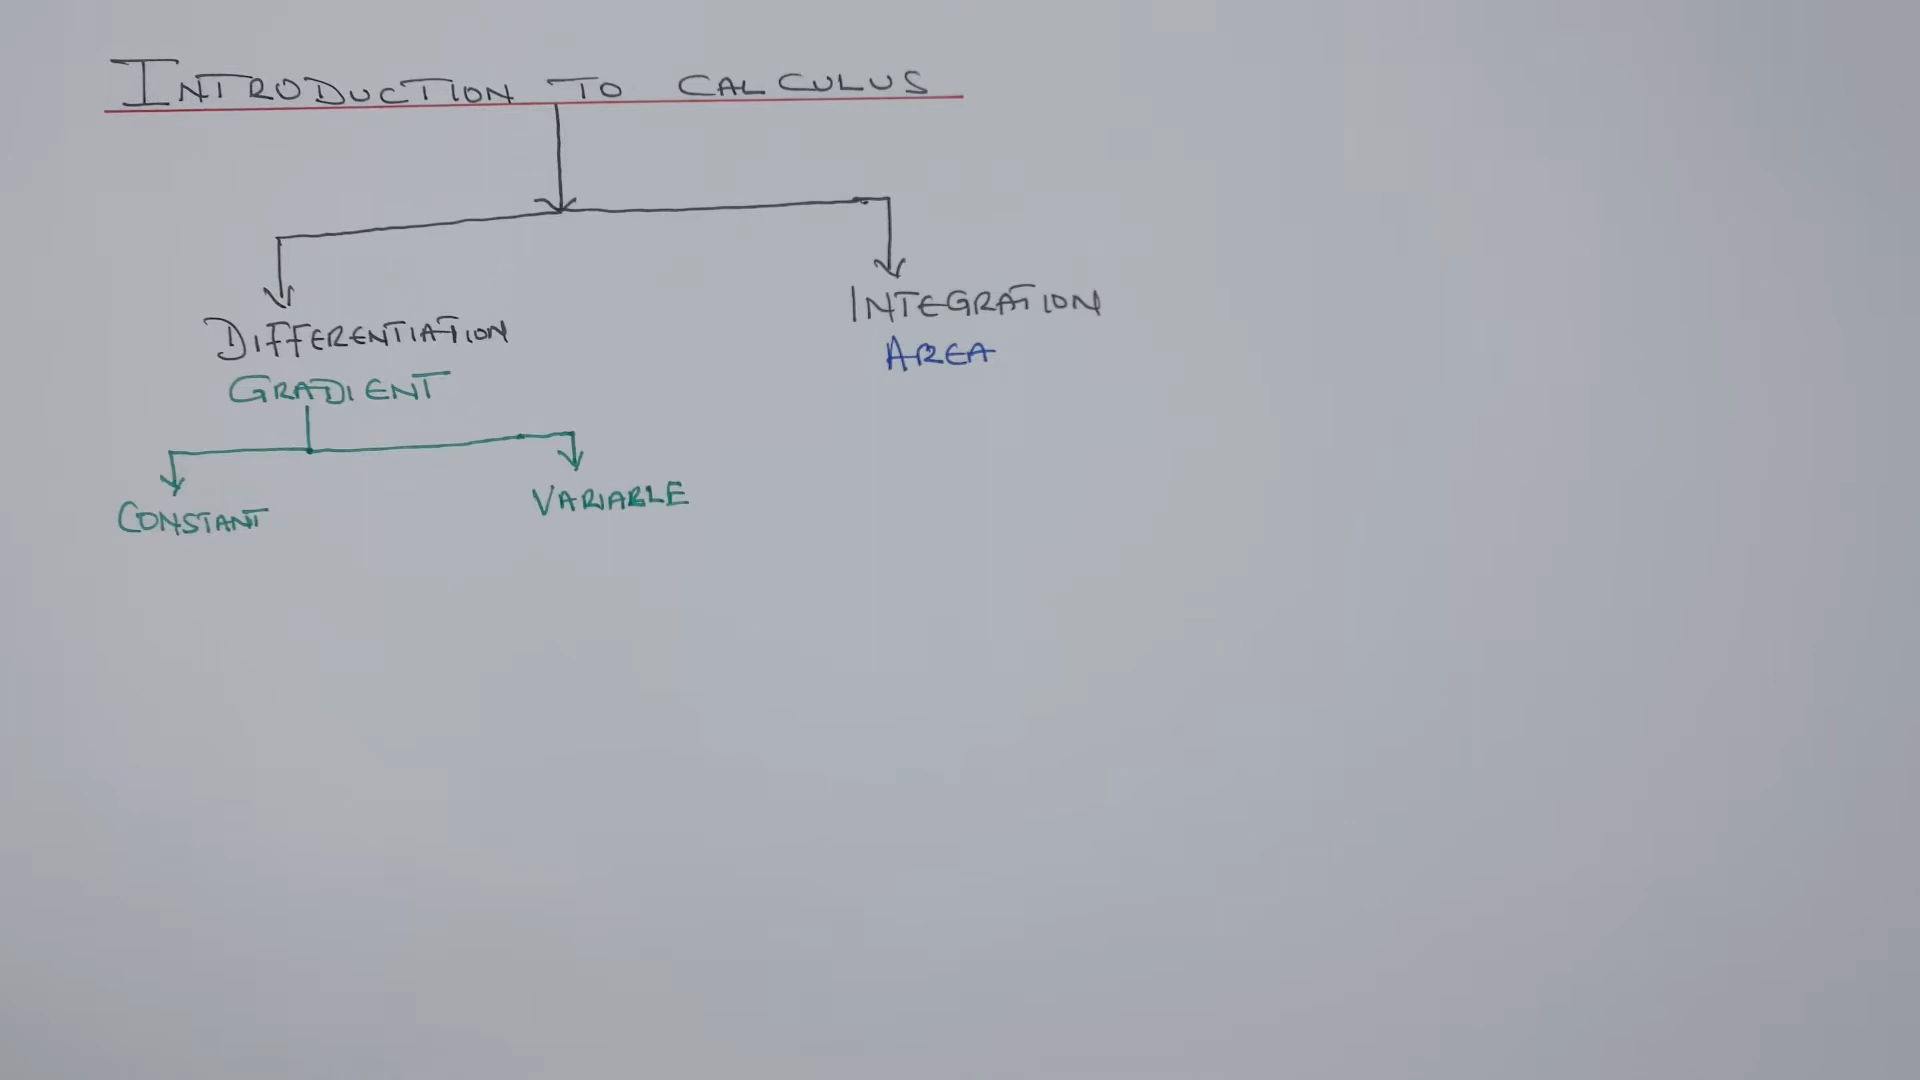 INTRODUCTION TO CALCULUS
DIFFERENTIATION
GRADIENT
CONSTANT
VARIABLE
INTEGRATION
AREA